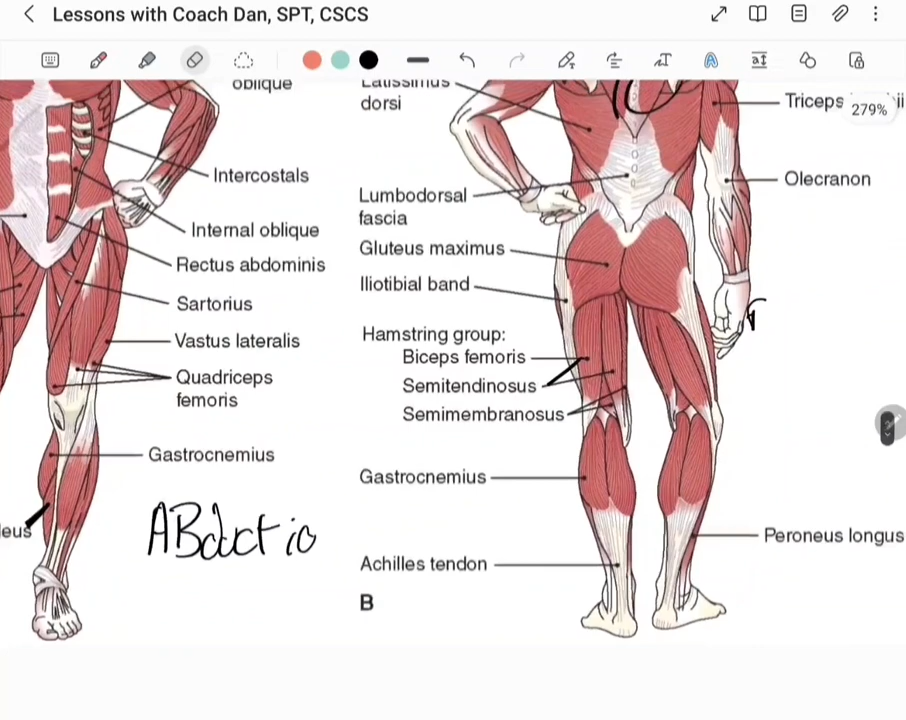 Lessons with Coach Dan, SPT, CSCS
279%
oblique
Intercostals
Internal oblique
Rectus abdominis
Sartorius
Vastus lateralis
Quadriceps
femoris
Gastrocnemius
eus
ABductio
Latissimus
dorsi
Lumbodorsal
fascia
Gluteus maximus
Iliotibial band
Hamstring group:
Biceps femoris
Semitendinosus
Semimembranosus
Gastrocnemius
Achilles tendon
B
Triceps
Olecranon
Peroneus longus